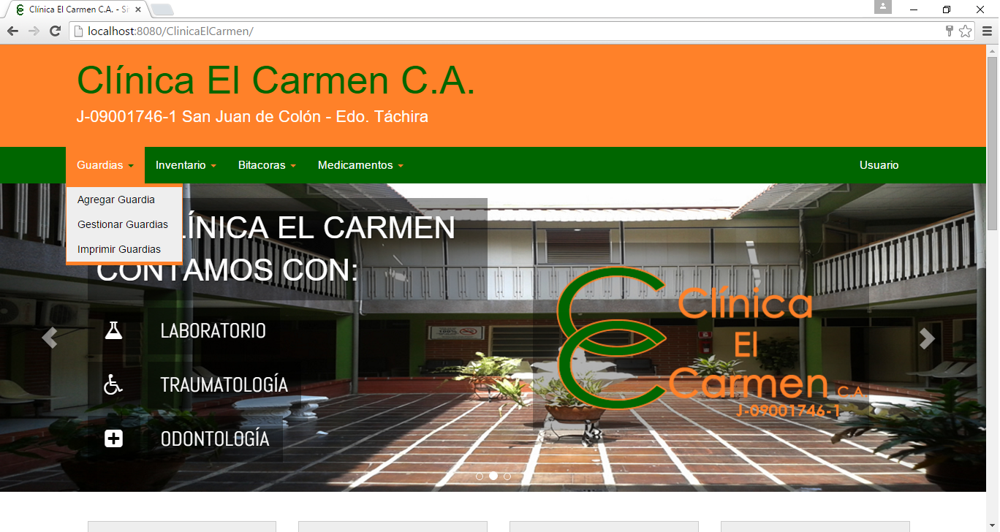 Clínica El Carmen C.A. - Si
localhost:8080/ClinicaElCarmen/
Clínica El Carmen C.A.
J-09001746-1 San Juan de Colón - Edo. Táchira
Guardias Inventario Bitacoras Medicamentos Usuario
Agregar Guardia
Gestionar Guardias
Imprimir Guardias
LÍNICA EL CARMEN
CONTAMOS CON:
LABORATORIO
TRAUMATOLOGÍA
ODONTOLOGÍA
Clínica
El
Carmen C.A.
J-09001746-1